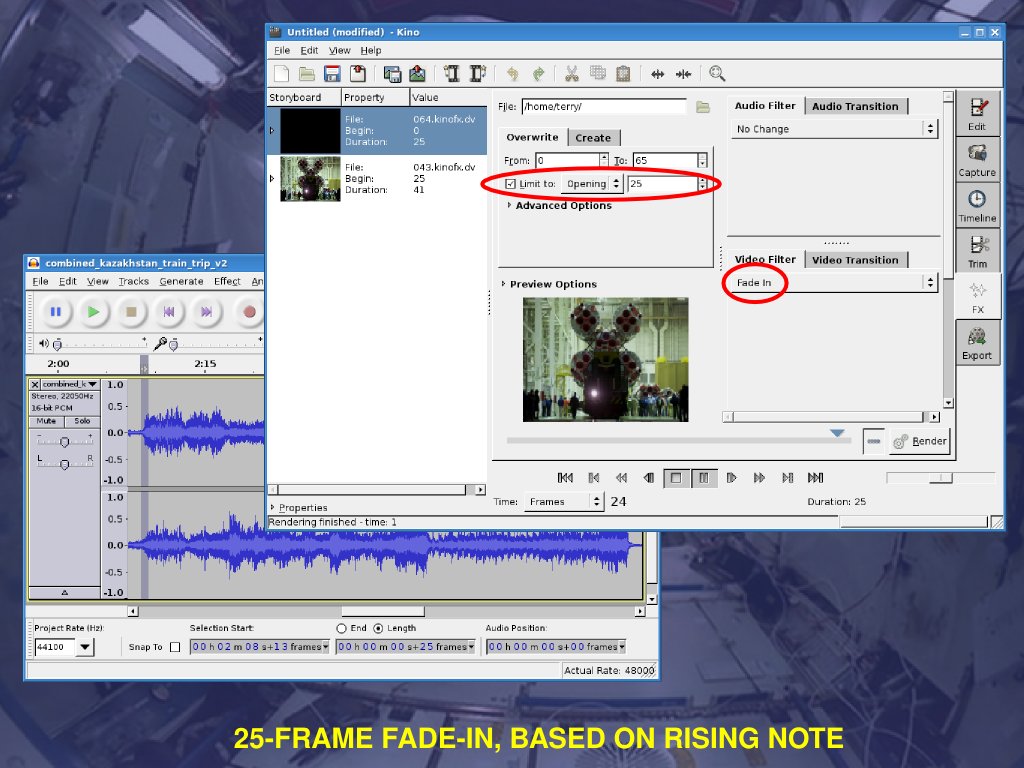 Untitled (modified) - Kino
File Edit View Help
Storyboard Property Value
File: 064.kinofx.dv
Begin: 0
Duration: 25
File: 043.kinofx.dv
Begin: 25
Duration: 41
Properties
Rendering finished - time: 1
File: /home/terry/
Overwrite Create
From: 0 To: 65
Limit to: Opening 25
Advanced Options
Preview Options
Audio Filter Audio Transition
No Change
Video Filter Video Transition
Fade In
Render
Time: Frames 24 Duration: 25
Edit
Capture
Timeline
Trim
FX
Export
combined_kazakhstan_train_trip_v2
File Edit View Tracks Generate Effect An
2:00 2:15
combined_k
Stereo, 22050Hz
16-bit PCM
Mute Solo
- +
L R
1.0
0.5
0.0
-0.5
-1.0
1.0
0.5
0.0
-0.5
-1.0
Project Rate (Hz): Selection Start: End Length Audio Position:
44100 Snap To 00 h 02 m 08 s+13 frames 00 h 00 m 00 s+25 frames 00 h 00 m 00 s+00 frames
Actual Rate: 48000
25-FRAME FADE-IN, BASED ON RISING NOTE